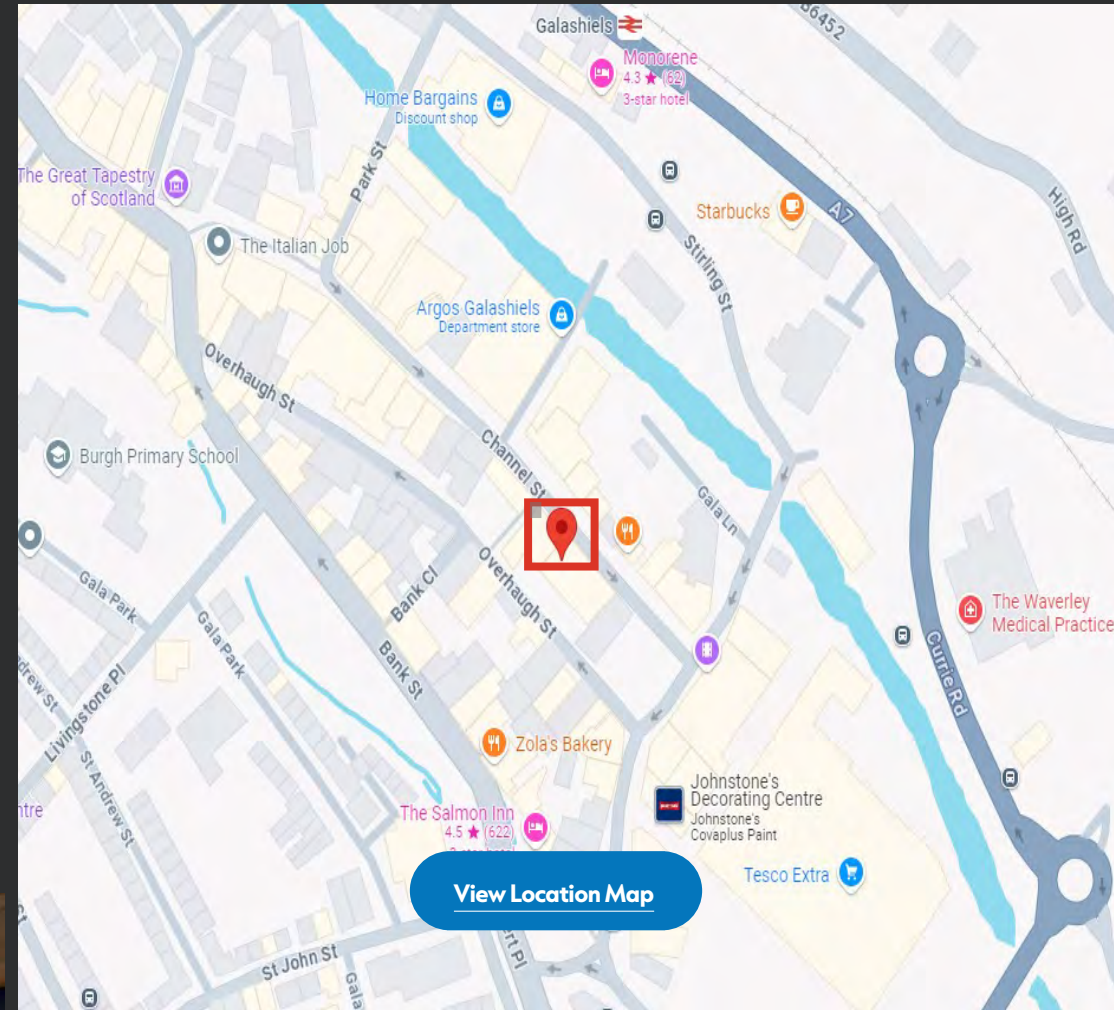 Galashiels
B6452
Monorene
4.3 ★ (62)
3-star hotel
Home Bargains
Discount shop
Park St
The Great Tapestry
of Scotland
High Rd
Starbucks
A7
The Italian Job
Stirling St
Argos Galashiels
Department store
Overhaugh St
Channel St
Burgh Primary School
Gala Ln
Overhaugh St
Bank Cl
Gala Park
Gala Park
The Waverley
Medical Practice
Bank St
Currie Rd
Livingstone Pl
St Andrew St
Zola's Bakery
Johnstone's
Decorating Centre
Johnstone's
Covaplus Paint
The Salmon Inn
4.5 ★ (622)
Tesco Extra
View Location Map
St John St
Gala